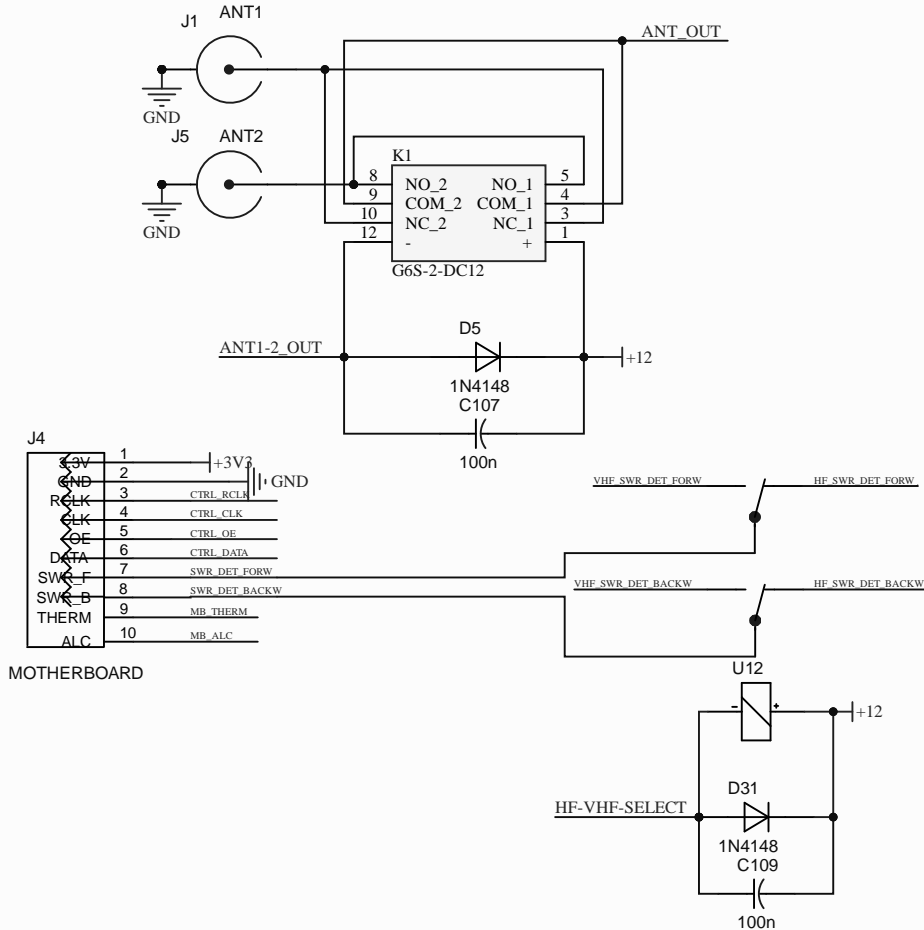 ANT1
J1
ANT_OUT
GND
J5
ANT2
GND
K1
8 NO_2 NO_1 5
9 COM_2 COM_1 4
10 NC_2 NC_1 3
12 - + 1
G6S-2-DC12
D5
ANT1-2_OUT
+12
1N4148
C107
100n
J4
3.3V 1 +3V3
GND 2 GND
RCLK 3 CTRL_RCLK
CLK 4 CTRL_CLK
OE 5 CTRL_OE
DATA 6 CTRL_DATA
SWR_F 7 SWR_DET_FORW
SWR_B 8 SWR_DET_BACKW
THERM 9 MB_THERM
ALC 10 MB_ALC
MOTHERBOARD
VHF_SWR_DET_FORW HF_SWR_DET_FORW
VHF_SWR_DET_BACKW HF_SWR_DET_BACKW
U12
- +
+12
D31
HF-VHF-SELECT
1N4148
C109
100n